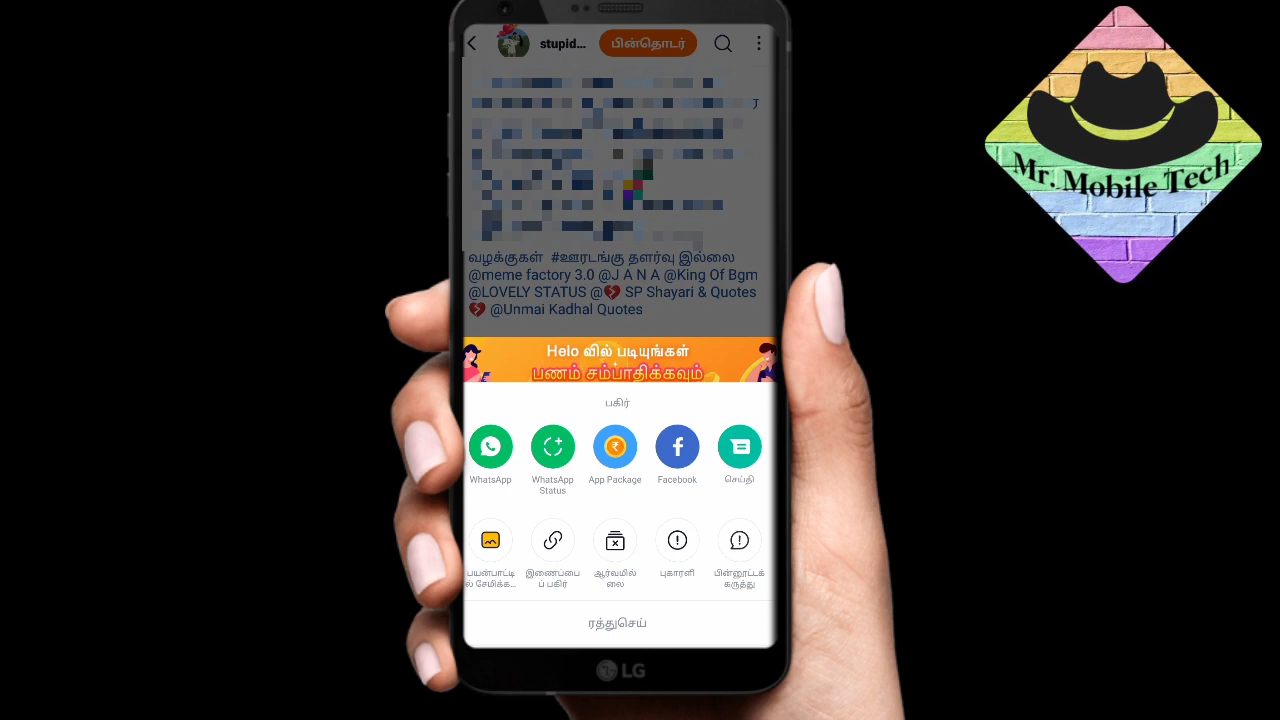 stupid...
பின்தொடர்
வழக்குகள் #ஊரடங்கு தளர்வு இல்லை
@meme factory 3.0 @J A N A @King Of Bgm
@LOVELY STATUS @💔 SP Shayari & Quotes
💔 @Unmai Kadhal Quotes
Helo வில் படியுங்கள்
பணம் சம்பாதிக்கவும்
பகிர்
WhatsApp
WhatsApp
Status
App Package
Facebook
செய்தி
பயன்பாட்டி
ல் சேமிக்க...
இணைப்பை
ப் பகிர்
ஆர்வமில்
லை
புகாரளி
பின்னூட்டக்
கருத்து
ரத்துசெய்
LG
Mr. Mobile Tech